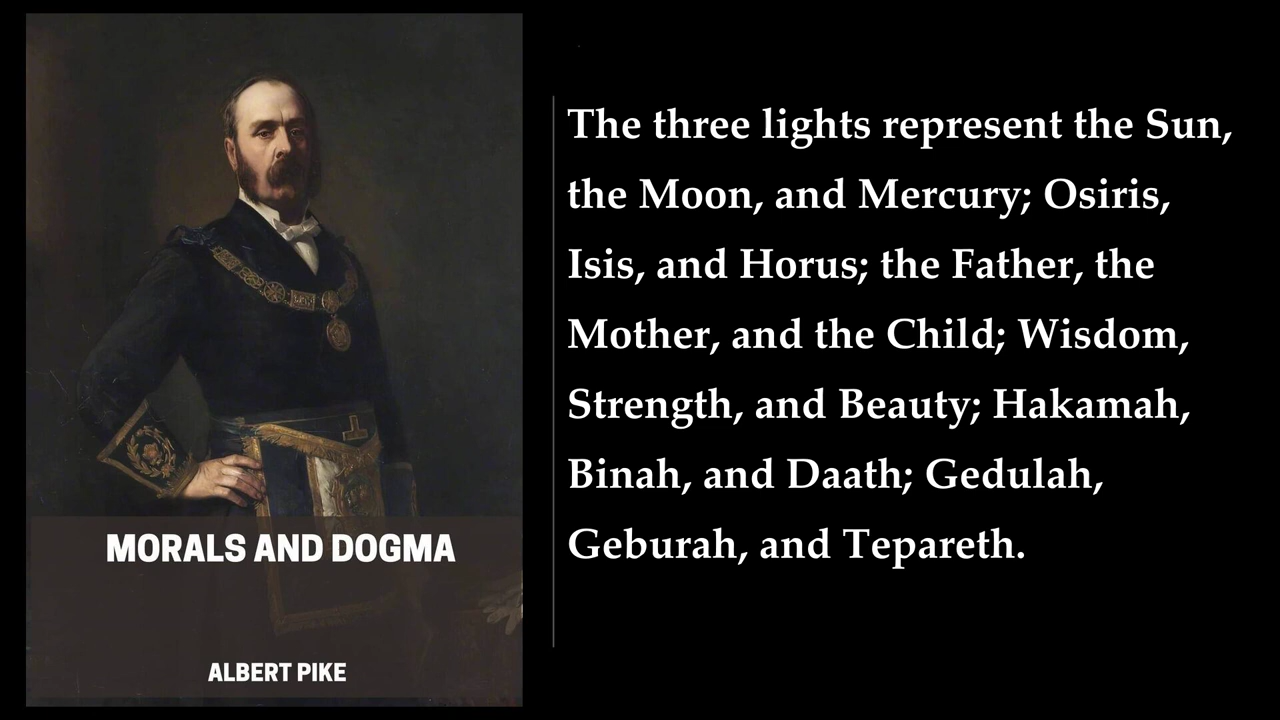 MORALS AND DOGMA
ALBERT PIKE
The three lights represent the Sun,
the Moon, and Mercury; Osiris,
Isis, and Horus; the Father, the
Mother, and the Child; Wisdom,
Strength, and Beauty; Hakamah,
Binah, and Daath; Gedulah,
Geburah, and Tepareth.